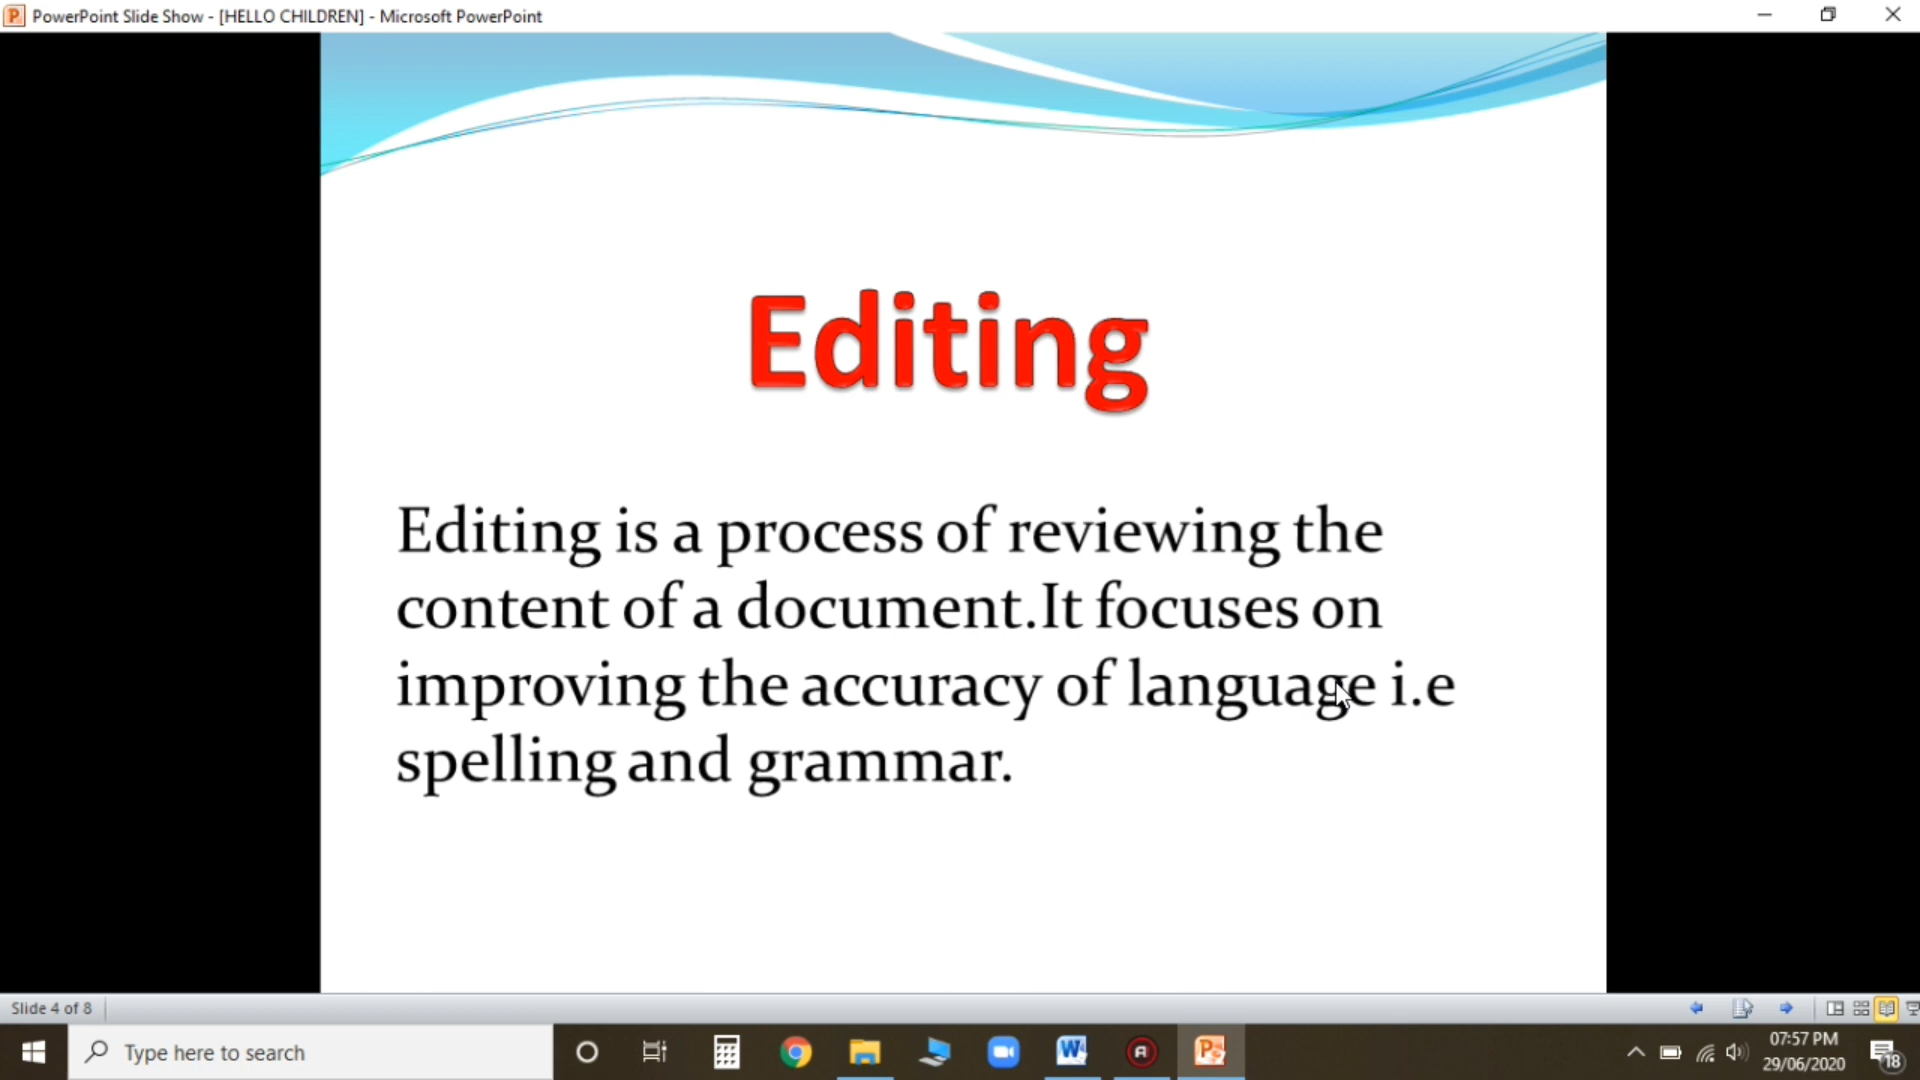 PowerPoint Slide Show - [HELLO CHILDREN] - Microsoft PowerPoint
Editing
Editing is a process of reviewing the
content of a document.It focuses on
improving the accuracy of language i.e
spelling and grammar.
Slide 4 of 8
Type here to search
07:57 PM
29/06/2020
18